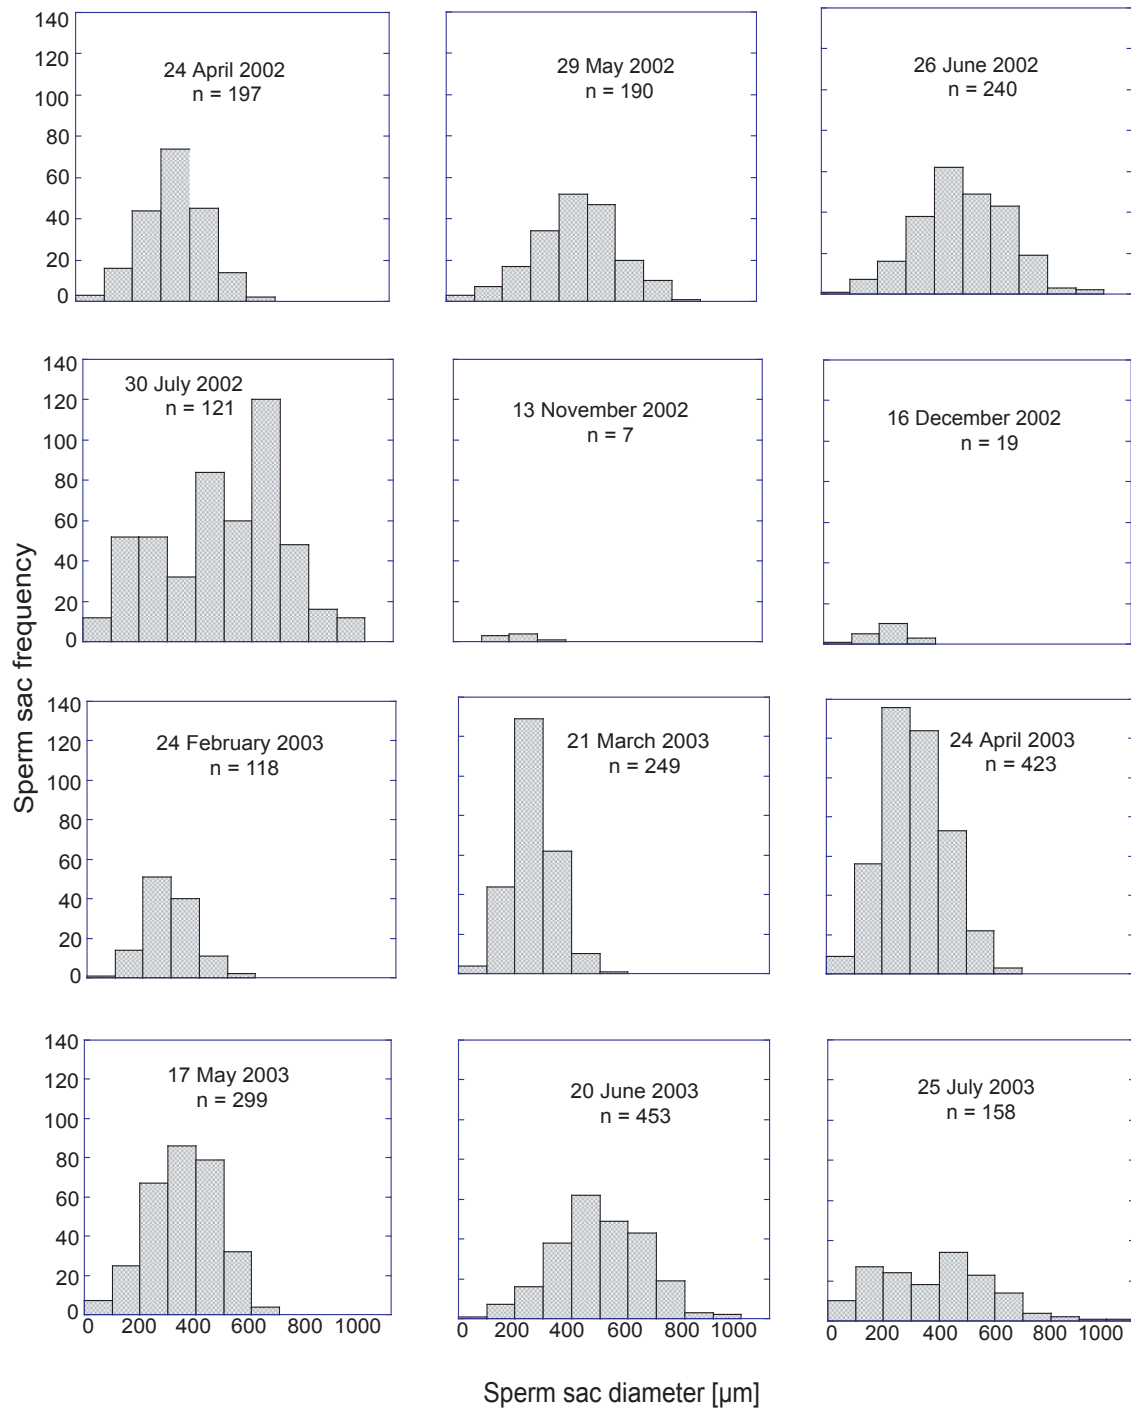 140
120
100
80
60
40
20
0
24 April 2002
n = 197
29 May 2002
n = 190
26 June 2002
n = 240
140
120
100
80
60
40
20
0
30 July 2002
n = 121
13 November 2002
n = 7
16 December 2002
n = 19
Sperm sac frequency
140
120
100
80
60
40
20
0
24 February 2003
n = 118
21 March 2003
n = 249
24 April 2003
n = 423
140
120
100
80
60
40
20
0
17 May 2003
n = 299
20 June 2003
n = 453
25 July 2003
n = 158
0 200 400 600 800 1000
0 200 400 600 800 1000
0 200 400 600 800 1000
Sperm sac diameter [µm]